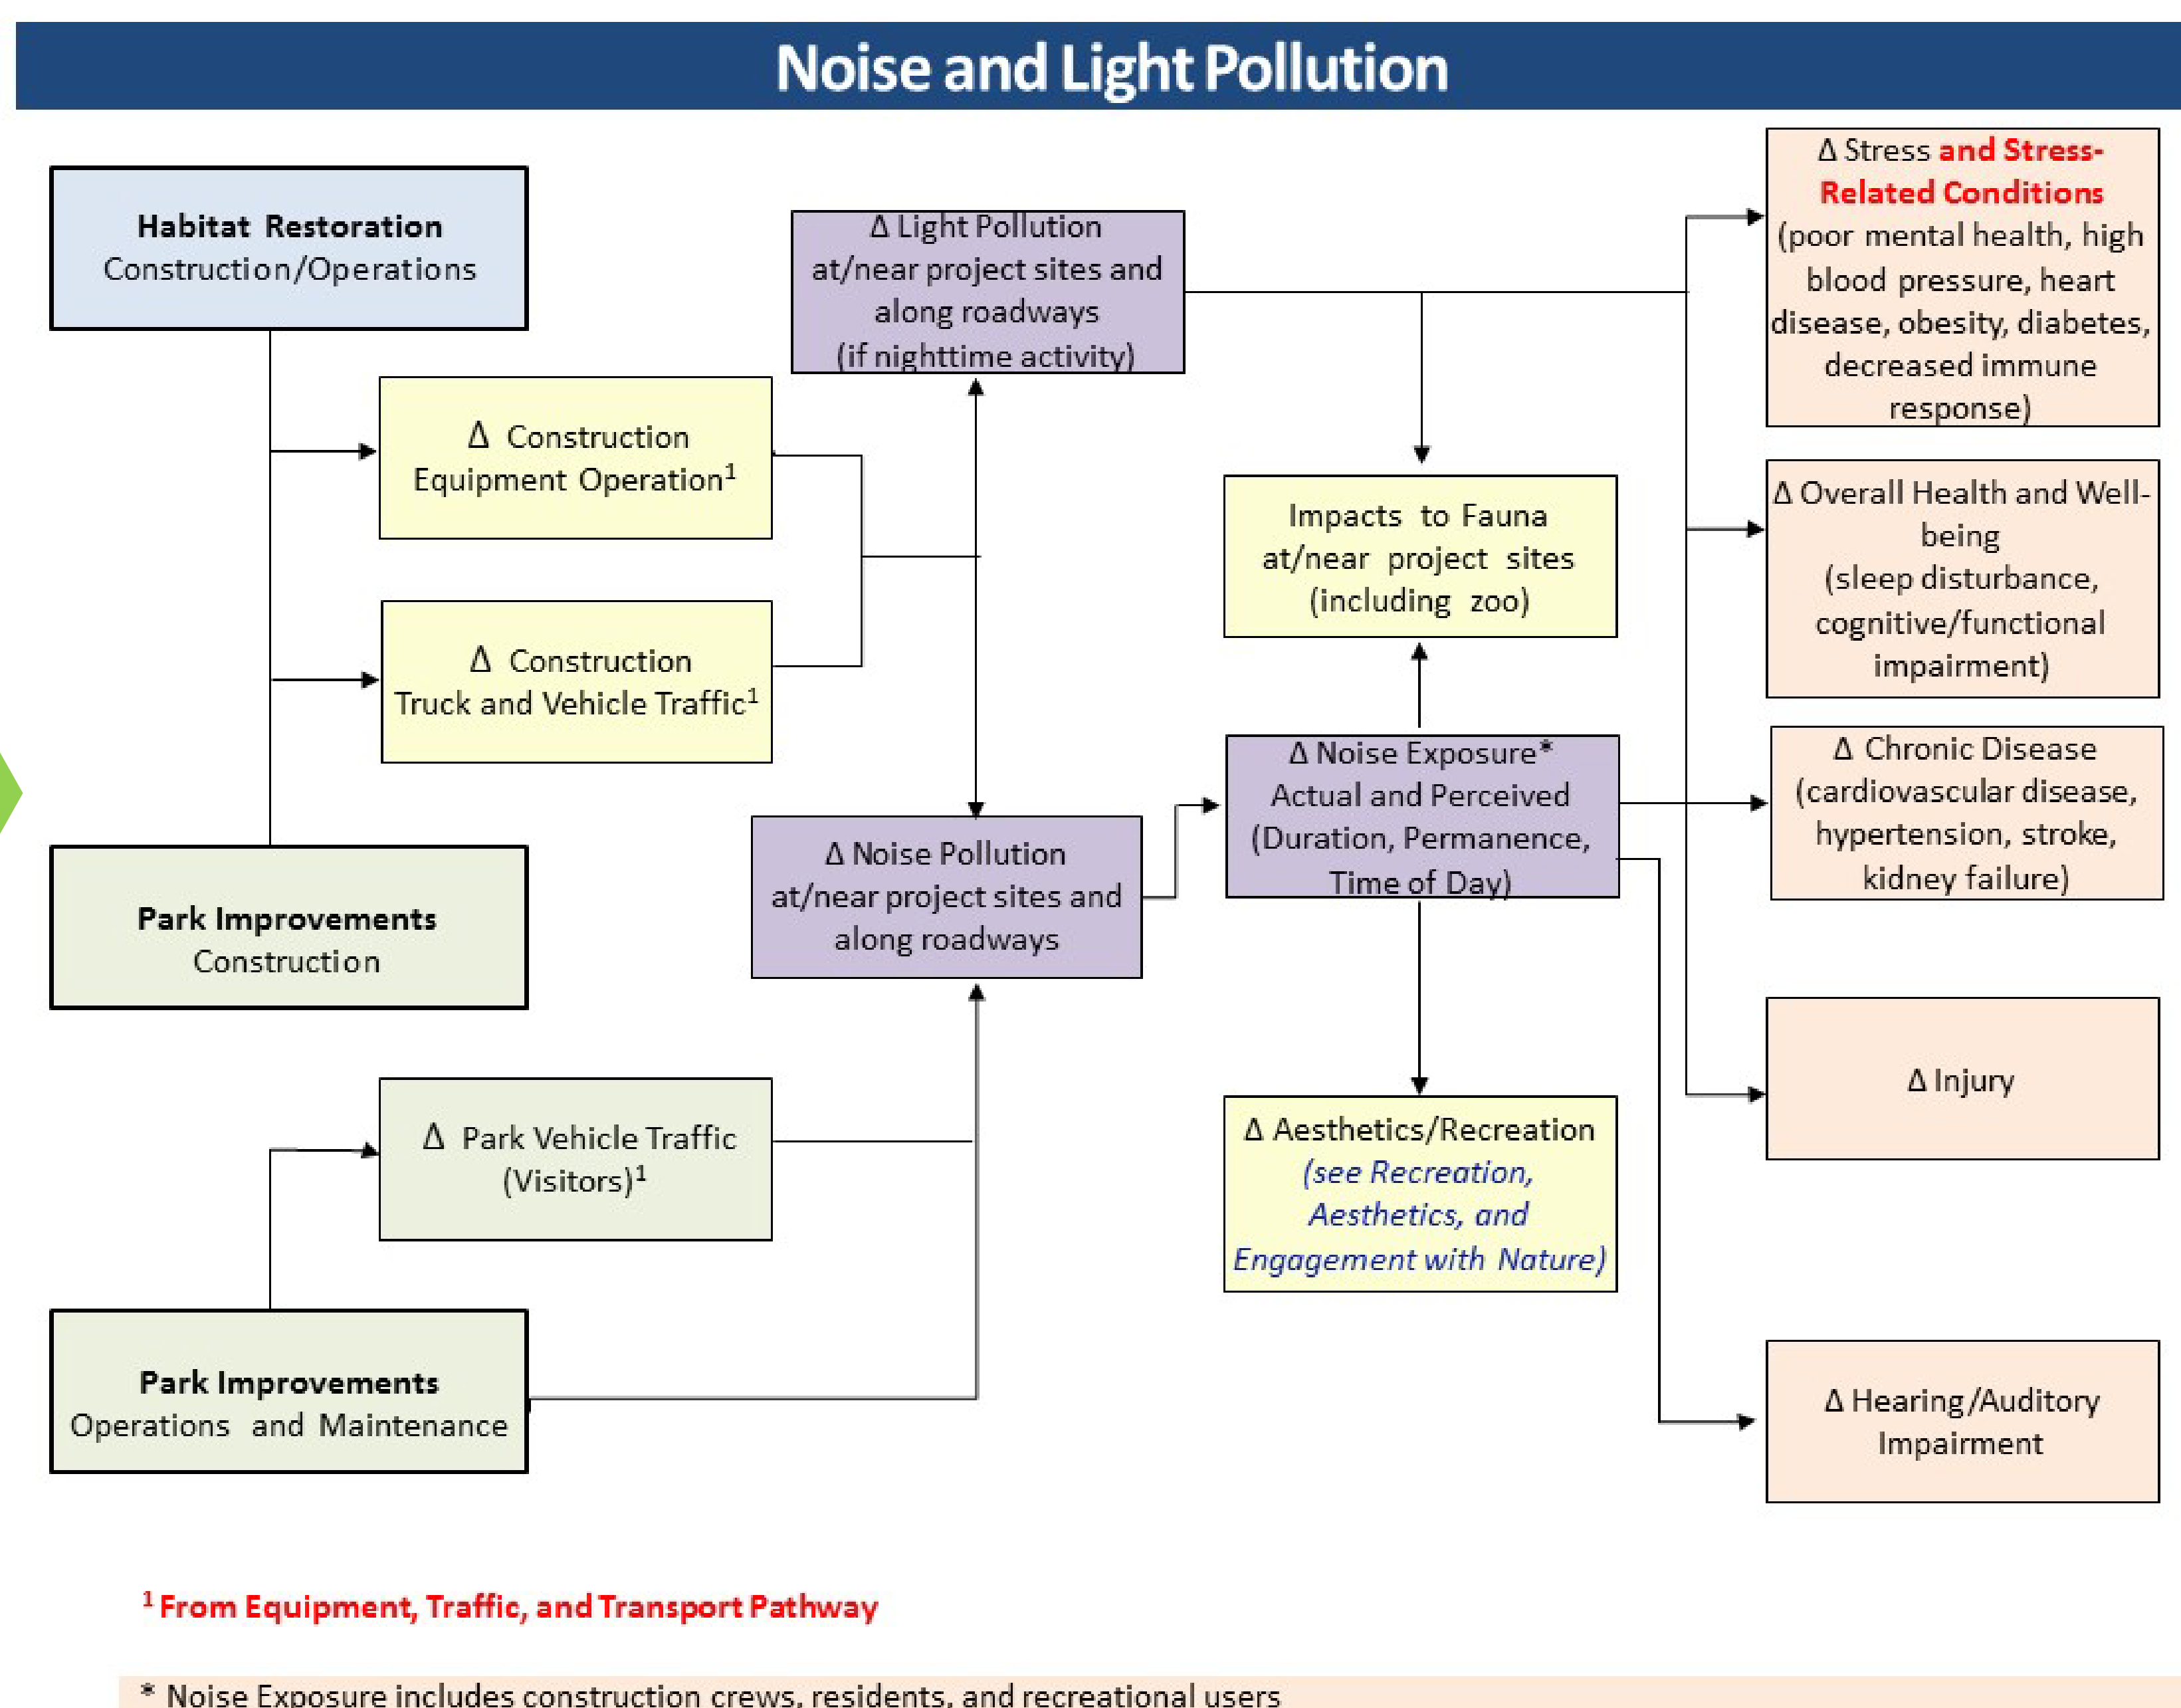 Noise and Light Pollution
Habitat Restoration
Construction/Operations
Δ Construction
Equipment Operation¹
Δ Construction
Truck and Vehicle Traffic¹
Park Improvements
Construction
Δ Park Vehicle Traffic
(Visitors)¹
Park Improvements
Operations and Maintenance
Δ Light Pollution
at/near project sites and
along roadways
(if nighttime activity)
Δ Noise Pollution
at/near project sites and
along roadways
Impacts to Fauna
at/near project sites
(including zoo)
Δ Noise Exposure*
Actual and Perceived
(Duration, Permanence,
Time of Day)
Δ Aesthetics/Recreation
(see Recreation,
Aesthetics, and
Engagement with Nature)
Δ Stress and Stress-
Related Conditions
(poor mental health, high
blood pressure, heart
disease, obesity, diabetes,
decreased immune
response)
Δ Overall Health and Well-
being
(sleep disturbance,
cognitive/functional
impairment)
Δ Chronic Disease
(cardiovascular disease,
hypertension, stroke,
kidney failure)
Δ Injury
Δ Hearing/Auditory
Impairment
¹ From Equipment, Traffic, and Transport Pathway
* Noise Exposure includes construction crews, residents, and recreational users